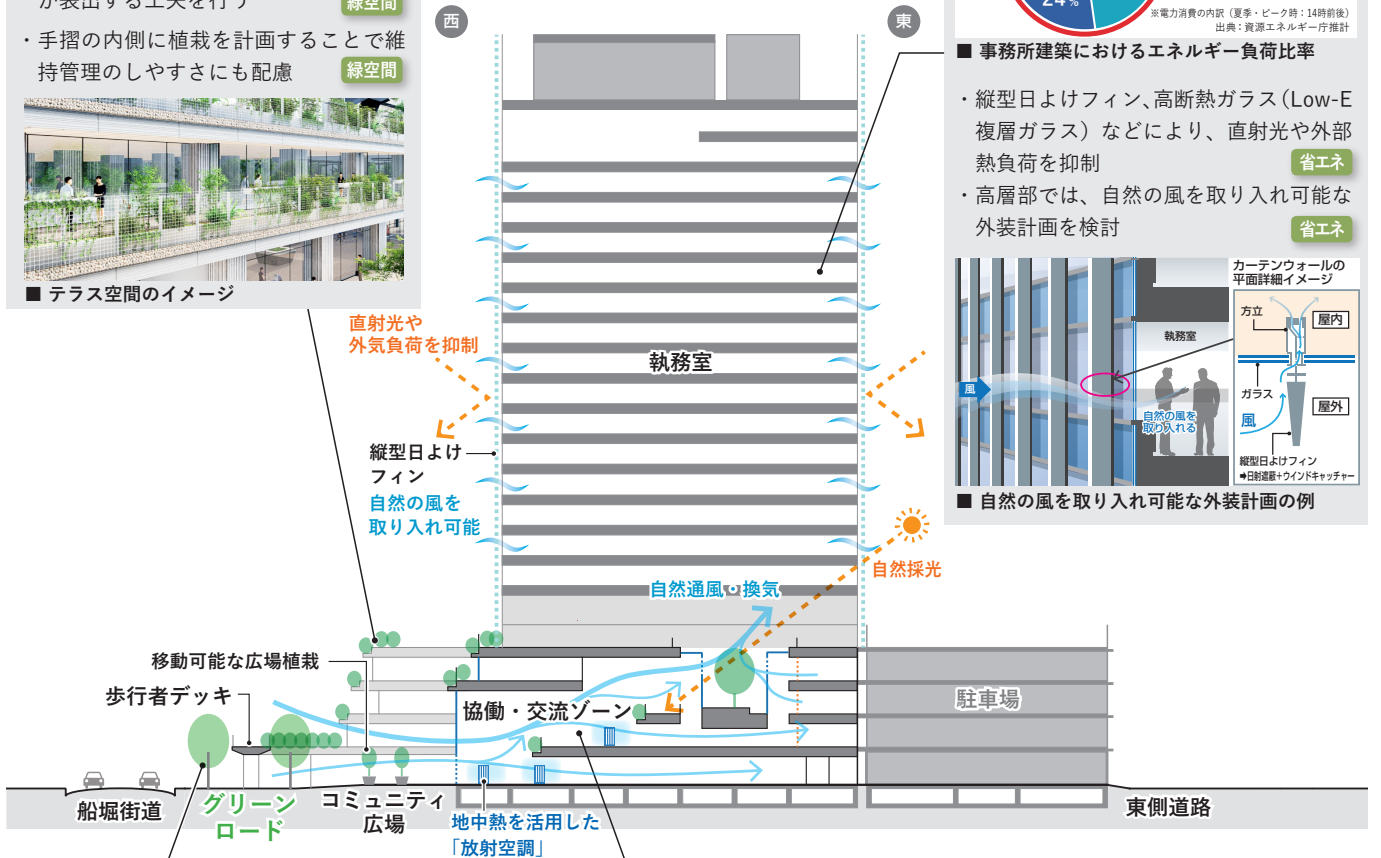 が表出する工夫を行う
緑空間
・手摺の内側に植栽を計画することで維
持管理のしやすさにも配慮
緑空間
■ テラス空間のイメージ
西
東
24%
※電力消費の内訳（夏季・ピーク時：14時前後）
出典：資源エネルギー庁推計
■ 事務所建築におけるエネルギー負荷比率
・縦型日よけフィン、高断熱ガラス（Low-E
複層ガラス）などにより、直射光や外部
熱負荷を抑制
省エネ
・高層部では、自然の風を取り入れ可能な
外装計画を検討
省エネ
カーテンウォールの
平面詳細イメージ
方立
屋内
執務室
ガラス
屋外
風
風
自然の風を
取り入れる
縦型日よけフィン
➡日射遮蔽+ウインドキャッチャー
■ 自然の風を取り入れ可能な外装計画の例
直射光や
外気負荷を抑制
執務室
縦型日よけ
フィン
自然の風を
取り入れ可能
自然採光
自然通風・換気
移動可能な広場植栽
歩行者デッキ
協働・交流ゾーン
駐車場
船堀街道
グリーン
ロード
コミュニティ
広場
地中熱を活用した
「放射空調」
東側道路